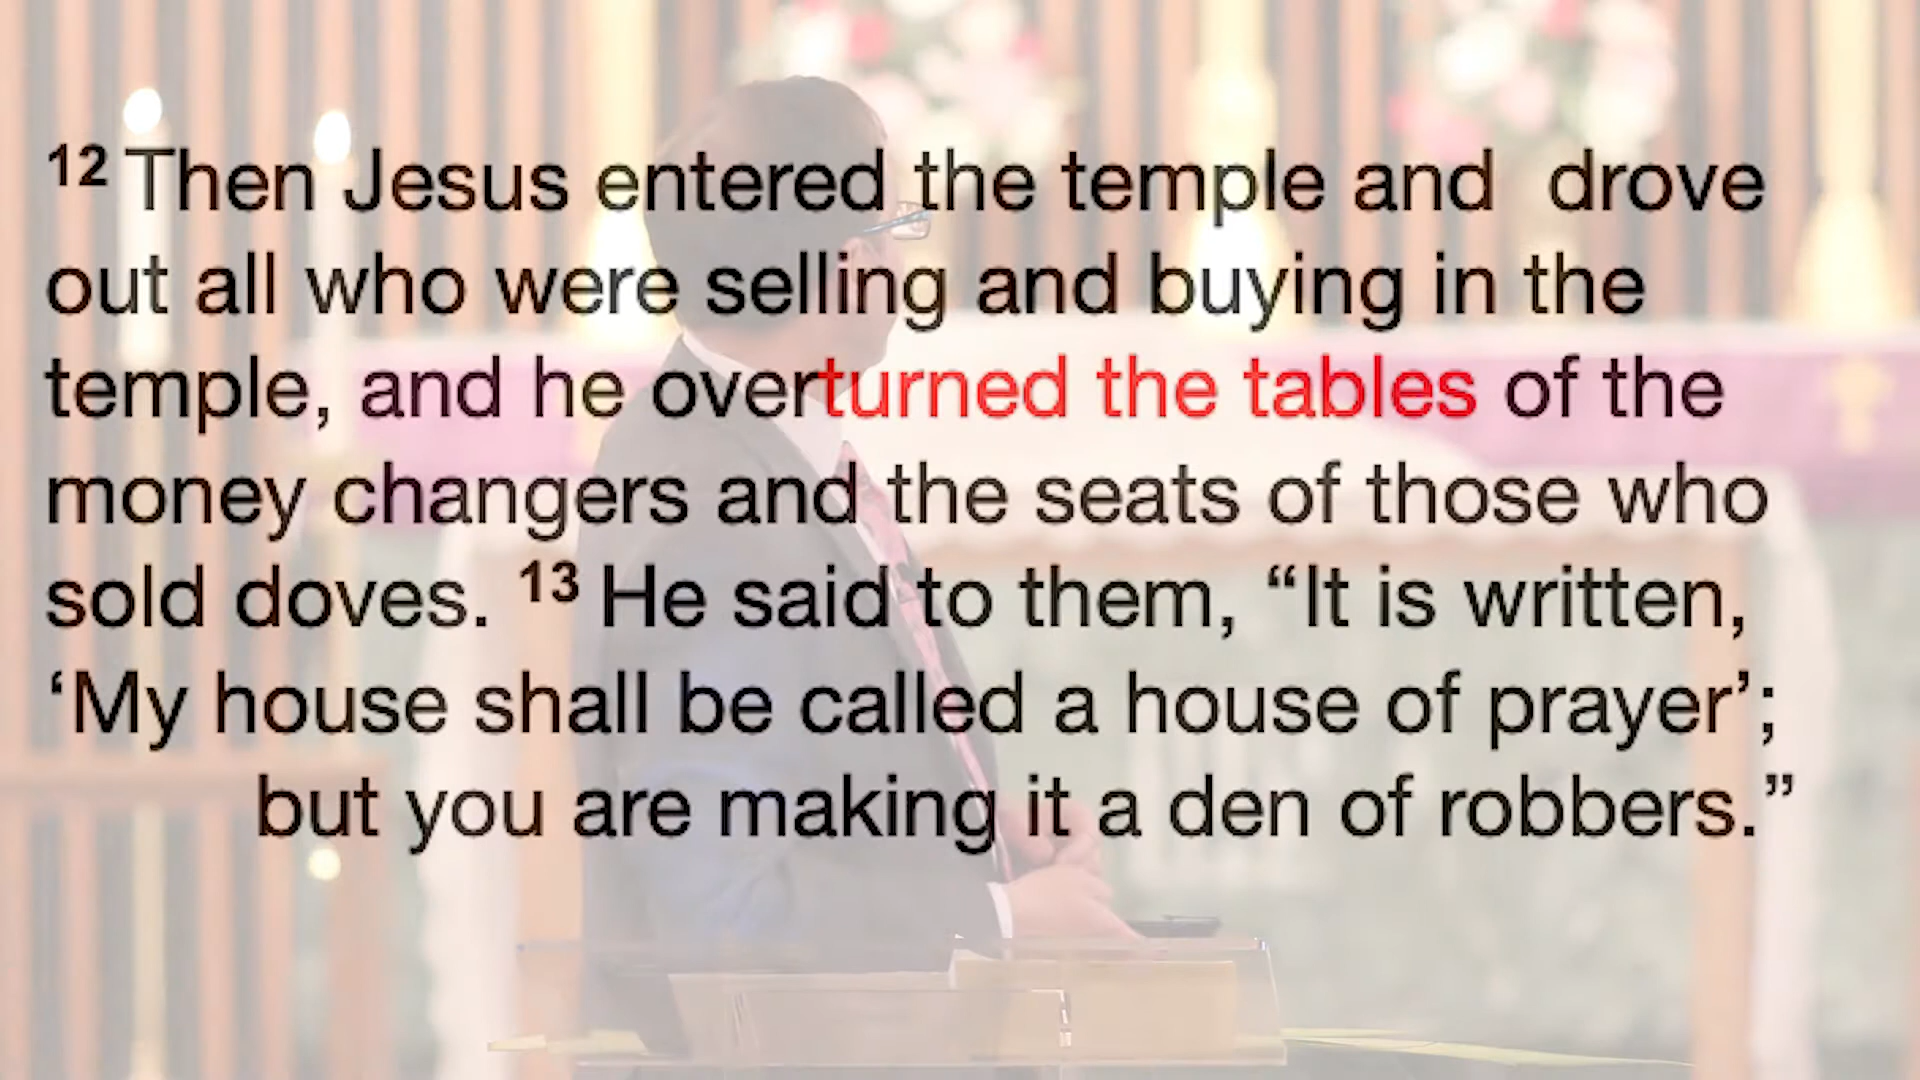 12 Then Jesus entered the temple and drove
out all who were selling and buying in the
temple, and he overturned the tables of the
money changers and the seats of those who
sold doves. 13 He said to them, “It is written,
‘My house shall be called a house of prayer’;
but you are making it a den of robbers.”